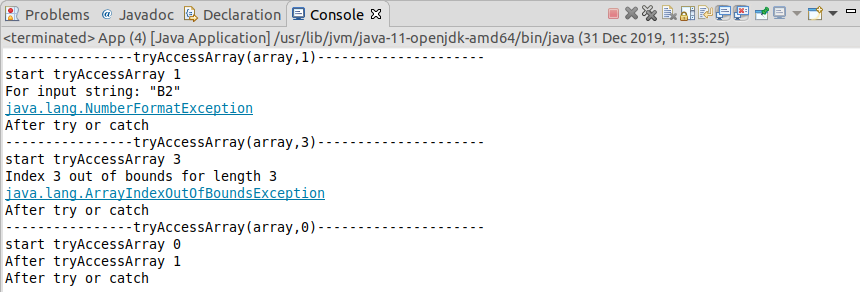 Problems @ Javadoc Declaration Console
<terminated> App (4) [Java Application] /usr/lib/jvm/java-11-openjdk-amd64/bin/java (31 Dec 2019, 11:35:25)
----------------tryAccessArray(array,1)---------------------
start tryAccessArray 1
For input string: "B2"
java.lang.NumberFormatException
After try or catch
----------------tryAccessArray(array,3)---------------------
start tryAccessArray 3
Index 3 out of bounds for length 3
java.lang.ArrayIndexOutOfBoundsException
After try or catch
----------------tryAccessArray(array,0)---------------------
start tryAccessArray 0
After tryAccessArray 1
After try or catch